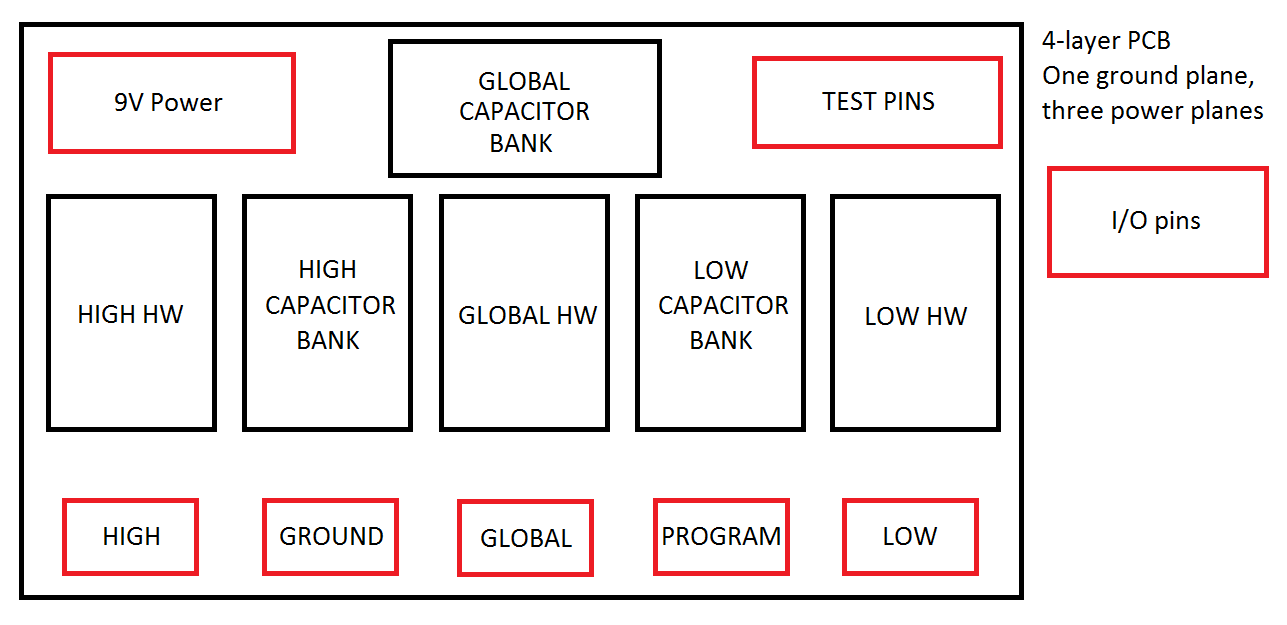 9V Power
GLOBAL
CAPACITOR
BANK
TEST PINS
4-layer PCB
One ground plane,
three power planes
I/O pins
HIGH HW
HIGH
CAPACITOR
BANK
GLOBAL HW
LOW
CAPACITOR
BANK
LOW HW
HIGH
GROUND
GLOBAL
PROGRAM
LOW